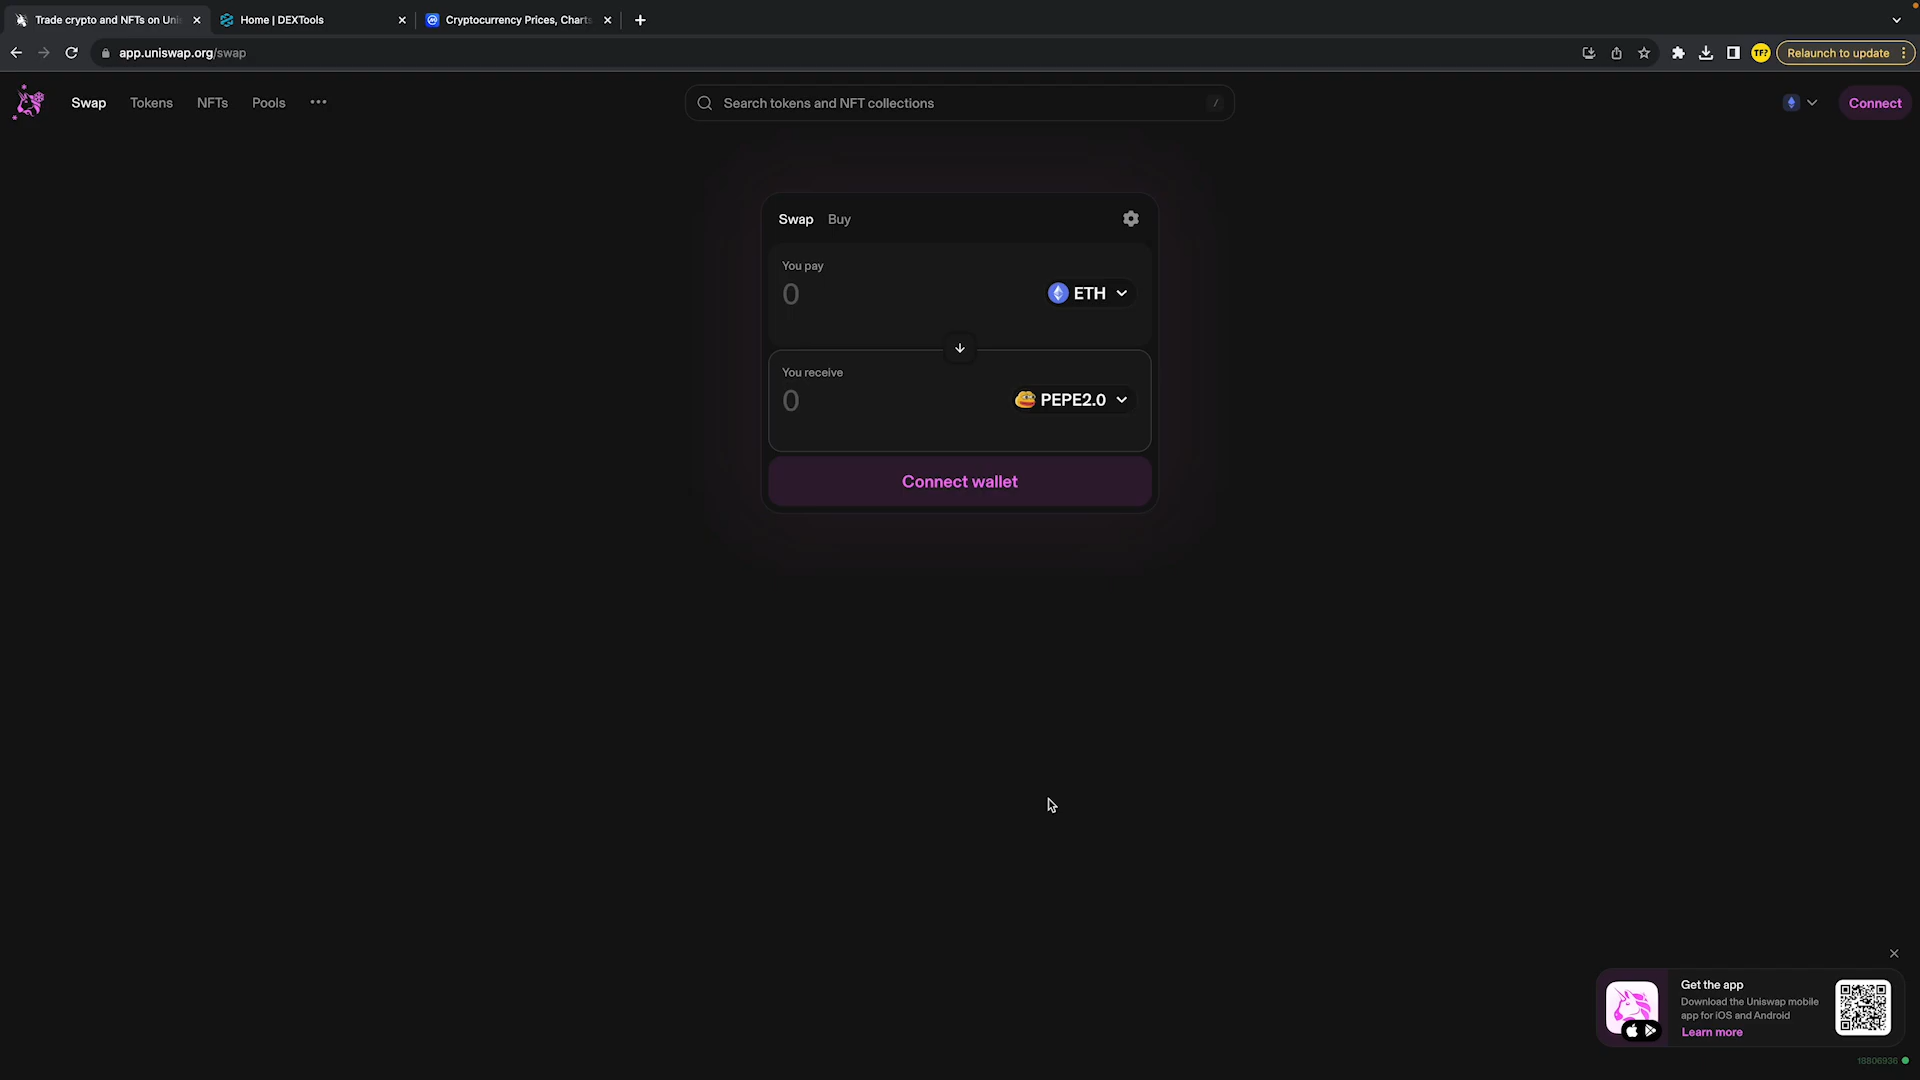 Trade crypto and NFTs on Uni
Home | DEXTools
Cryptocurrency Prices, Charts
app.uniswap.org/swap
TF?
Relaunch to update
Swap
Tokens
NFTs
Pools
Search tokens and NFT collections
/
Connect
Swap
Buy
You pay
0
ETH
You receive
0
PEPE2.0
Connect wallet
Get the app
Download the Uniswap mobile
app for iOS and Android
Learn more
18806936